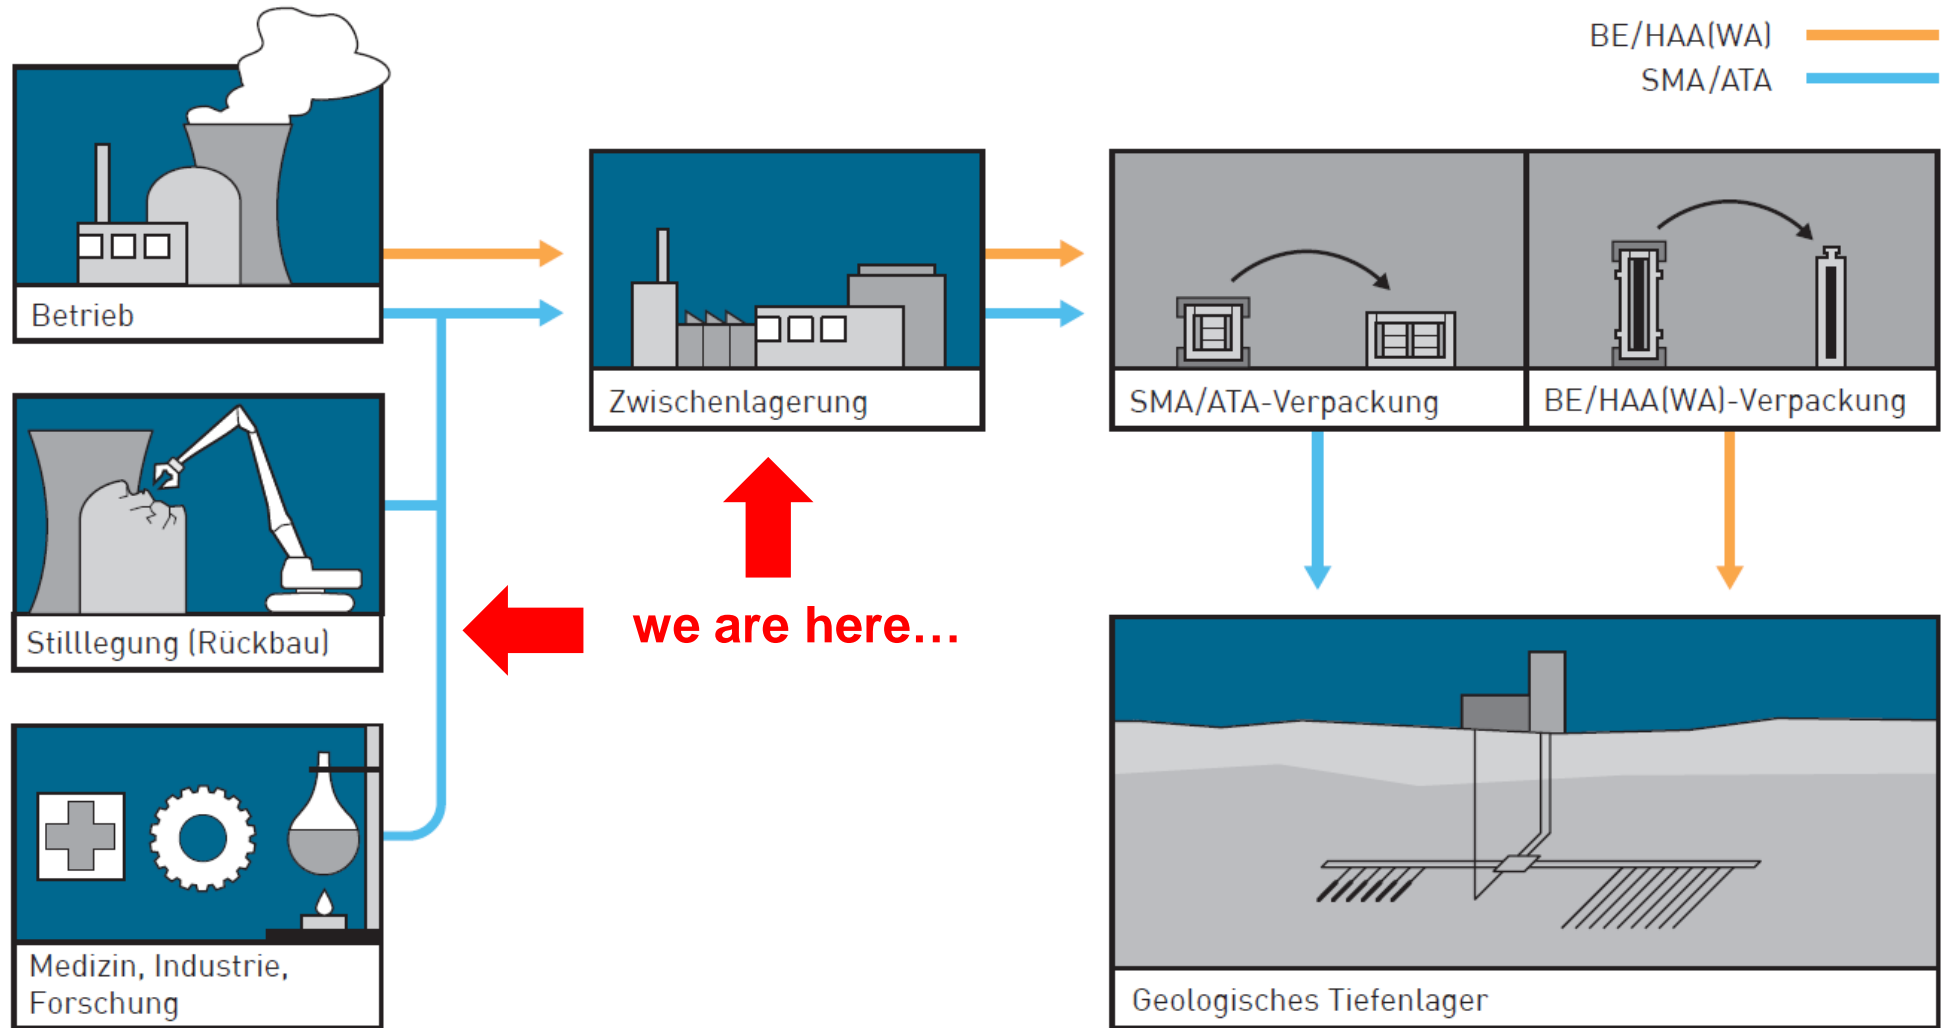 BE/HAA(WA)
SMA/ATA
Betrieb
Zwischenlagerung
SMA/ATA-Verpackung
BE/HAA(WA)-Verpackung
Stilllegung (Rückbau)
we are here…
Medizin, Industrie,
Forschung
Geologisches Tiefenlager